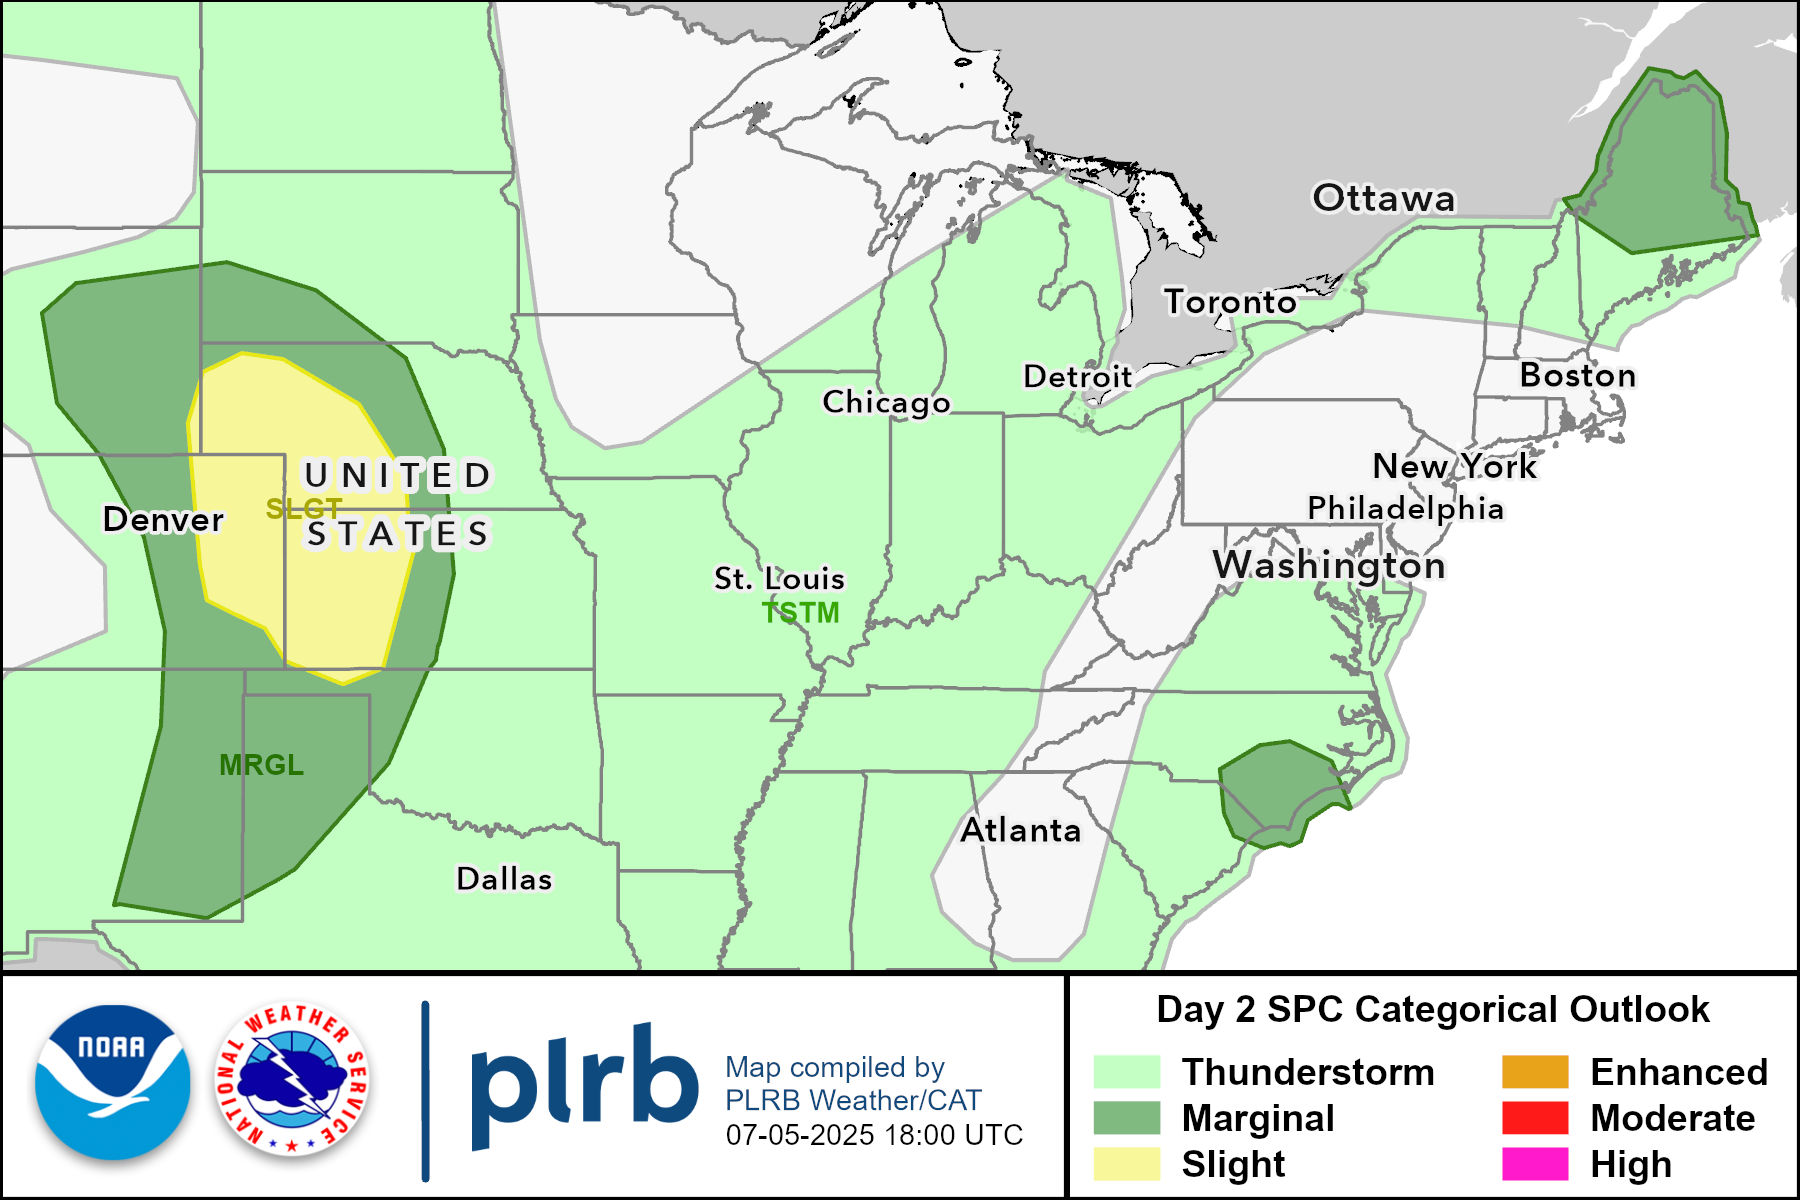 Ottawa
Toronto
Detroit
Boston
Chicago
New York
UNITED
SLGT
Philadelphia
Denver
STATES
Washington
St. Louis
TSTM
MRGL
Atlanta
Dallas
NOAA
NATIONAL WEATHER SERVICE
plrb
Map compiled by
PLRB Weather/CAT
07-05-2025 18:00 UTC
Day 2 SPC Categorical Outlook
Thunderstorm
Marginal
Slight
Enhanced
Moderate
High